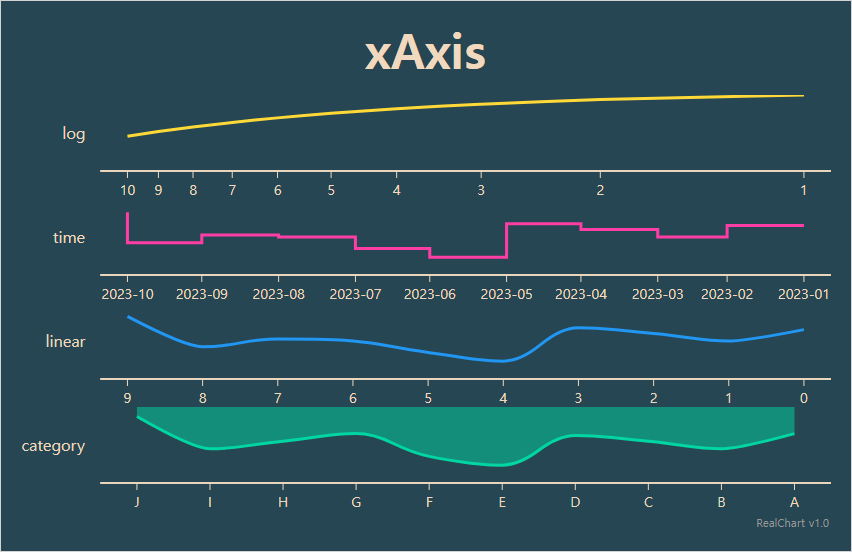 xAxis
log
10 9 8 7 6 5 4 3 2 1
time
2023-10 2023-09 2023-08 2023-07 2023-06 2023-05 2023-04 2023-03 2023-02 2023-01
linear
9 8 7 6 5 4 3 2 1 0
category
J I H G F E D C B A
RealChart v1.0